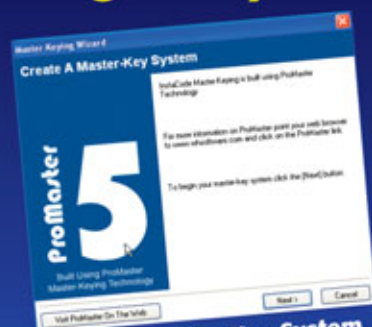 Master Keying Wizard
Create A Master-Key System
InstaCode Master-Keying is built using ProMaster
Technology
For more information on ProMaster point your web browser
to www.whsoftware.com and click on the ProMaster link.
To begin your master-key system click the [Next] button.
ProMaster
5
Built Using ProMaster
Master Keying Technology
Visit ProMaster On The Web
Next >
Cancel
System